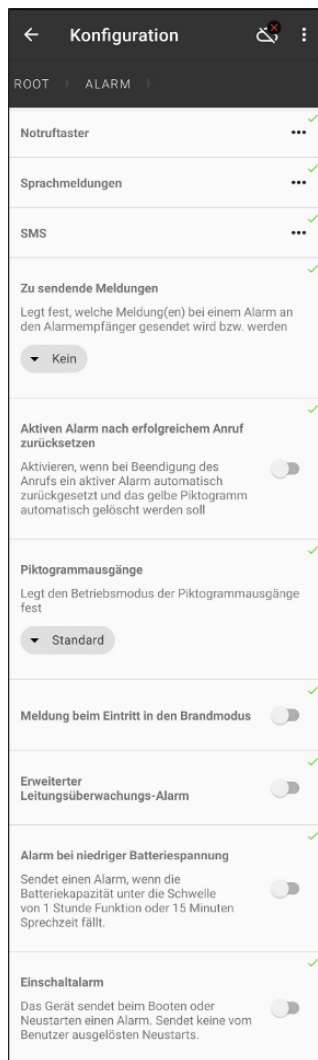 Konfiguration
ROOT ALARM
Notruftaster
Sprachmeldungen
SMS
Zu sendende Meldungen
Legt fest, welche Meldung(en) bei einem Alarm an
den Alarmempfänger gesendet wird bzw. werden
Kein
Aktiven Alarm nach erfolgreichem Anruf
zurücksetzen
Aktivieren, wenn bei Beendigung des
Anrufs ein aktiver Alarm automatisch
zurückgesetzt und das gelbe Piktogramm
automatisch gelöscht werden soll
Piktogrammausgänge
Legt den Betriebsmodus der Piktogrammausgänge
fest
Standard
Meldung beim Eintritt in den Brandmodus
Erweiterter
Leitungsüberwachungs-Alarm
Alarm bei niedriger Batteriespannung
Sendet einen Alarm, wenn die
Batteriekapazität unter die Schwelle
von 1 Stunde Funktion oder 15 Minuten
Sprechzeit fällt.
Einschaltalarm
Das Gerät sendet beim Booten oder
Neustarten einen Alarm. Sendet keine vom
Benutzer ausgelösten Neustarts.